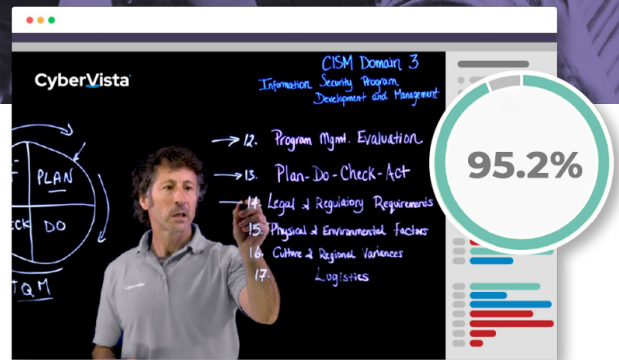 CyberVista
CISM Domain 3
Information Security Program
Development and Management
12. Program Mgmt. Evaluation
13. Plan-Do-Check-Act
14. Legal & Regulatory Requirements
15. Physical & Environmental Factors
16. Culture & Regional Variances
17. Logistics
PLAN
DO
TQM
95.2%